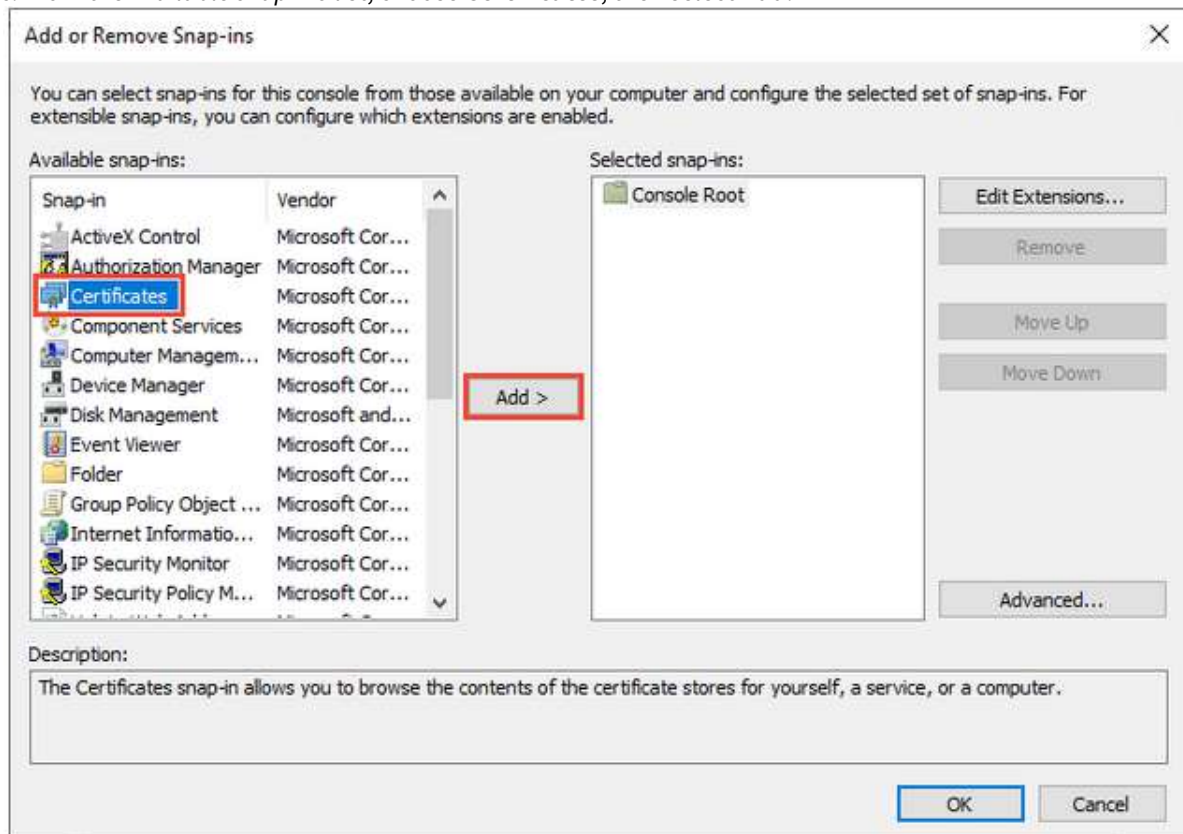 Add or Remove Snap-ins
You can select snap-ins for this console from those available on your computer and configure the selected set of snap-ins. For
extensible snap-ins, you can configure which extensions are enabled.
Available snap-ins:
Selected snap-ins:
Snap-in Vendor
ActiveX Control Microsoft Cor...
Authorization Manager Microsoft Cor...
Certificates Microsoft Cor...
Component Services Microsoft Cor...
Computer Managem... Microsoft Cor...
Device Manager Microsoft Cor...
Disk Management Microsoft and...
Event Viewer Microsoft Cor...
Folder Microsoft Cor...
Group Policy Object ... Microsoft Cor...
Internet Informatio... Microsoft Cor...
IP Security Monitor Microsoft Cor...
IP Security Policy M... Microsoft Cor...
Add >
Console Root
Edit Extensions...
Remove
Move Up
Move Down
Advanced...
Description:
The Certificates snap-in allows you to browse the contents of the certificate stores for yourself, a service, or a computer.
OK Cancel